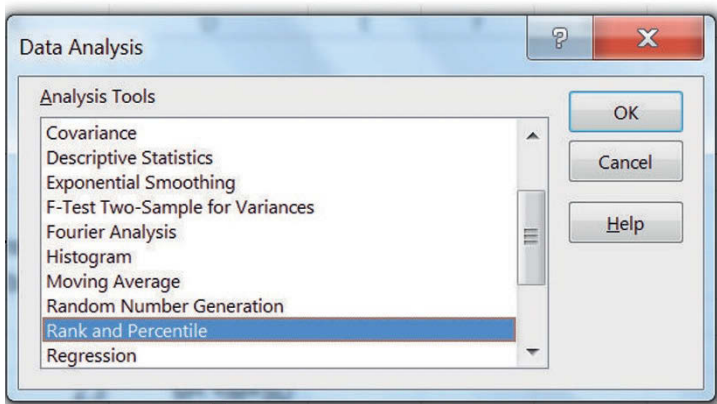 Data Analysis
?
X
Analysis Tools
Covariance
Descriptive Statistics
Exponential Smoothing
F-Test Two-Sample for Variances
Fourier Analysis
Histogram
Moving Average
Random Number Generation
Rank and Percentile
Regression
OK
Cancel
Help